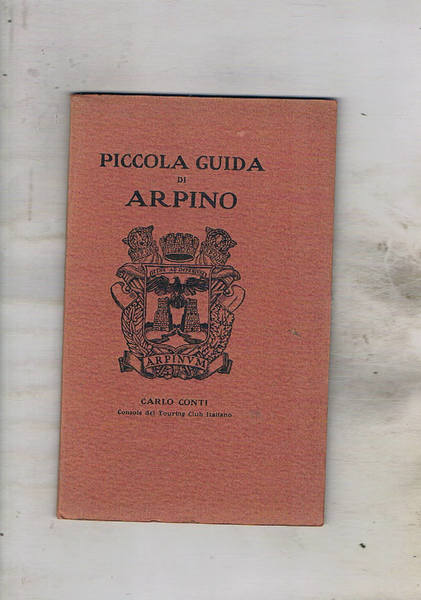 PICCOLA GUIDA
DI
ARPINO
ARPINVM
CARLO CONTI
Console del Touring Club Italiano